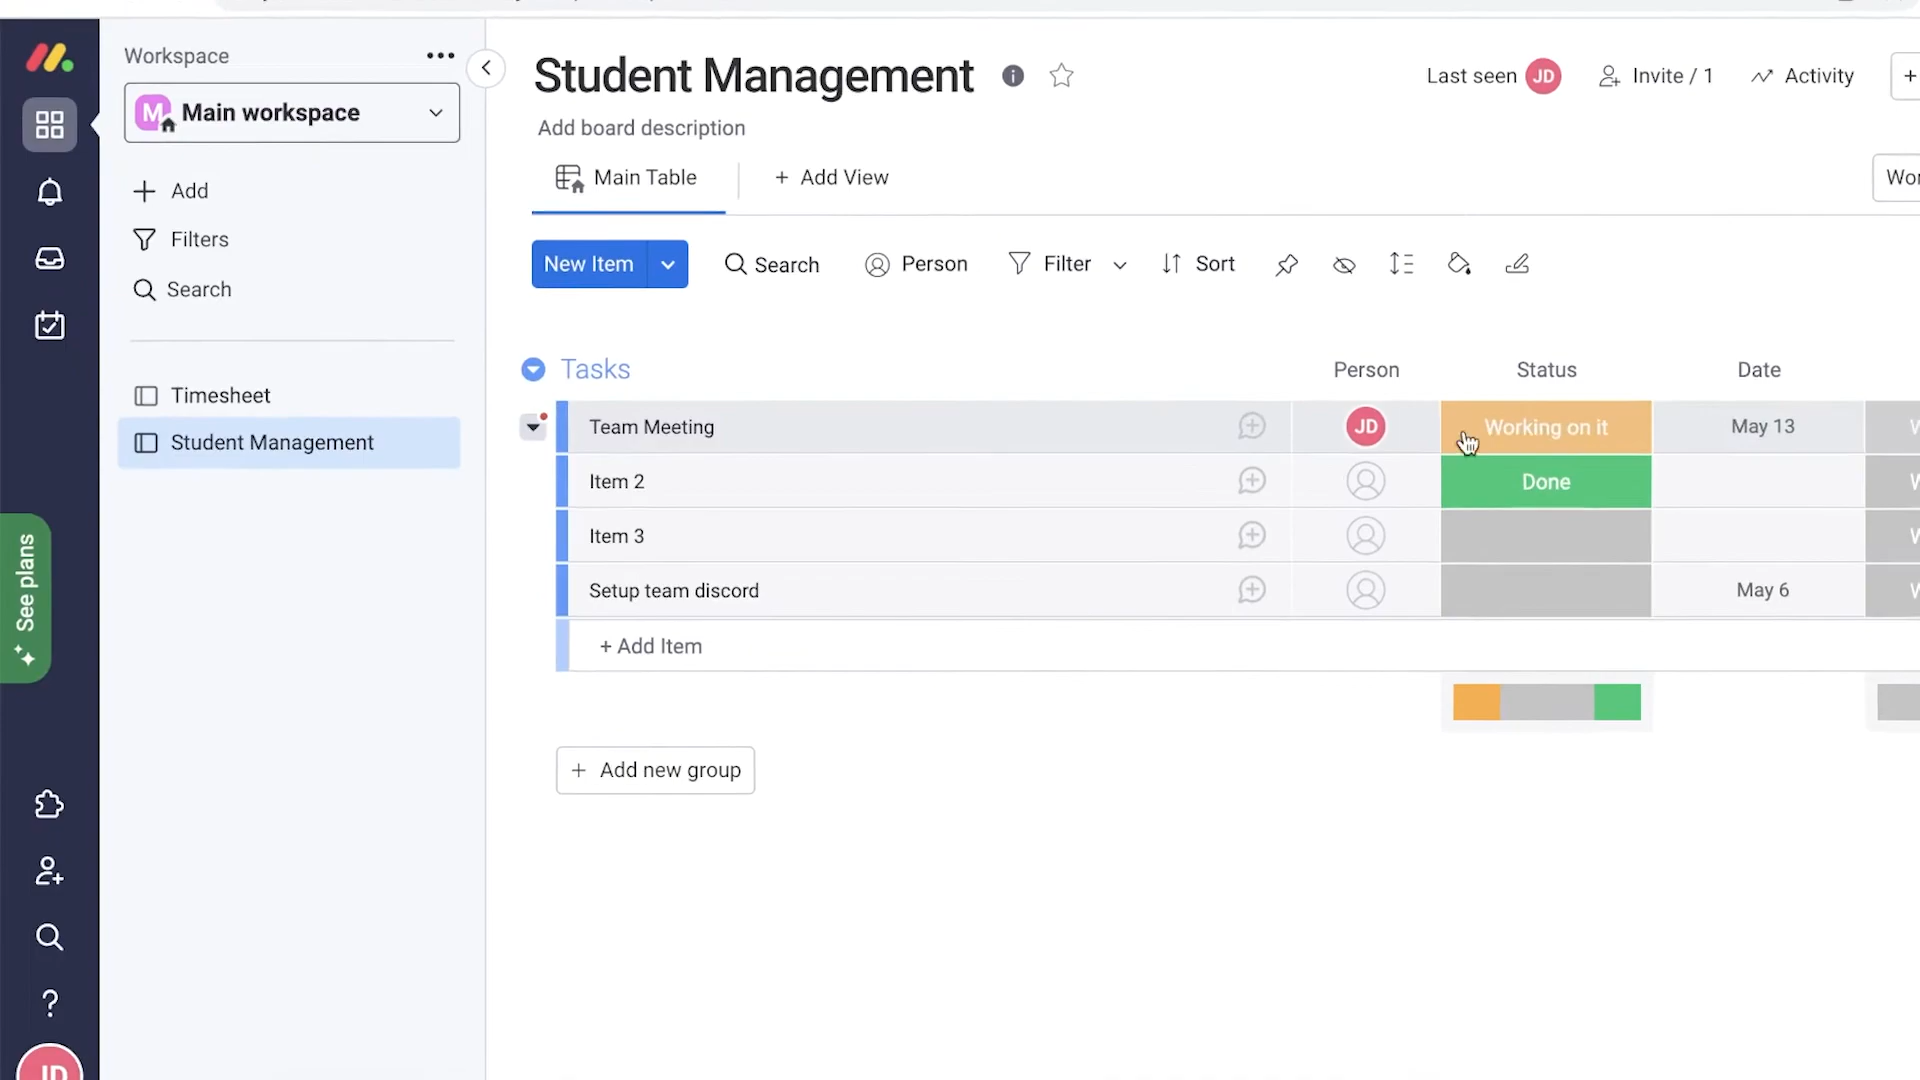 Workspace
M Main workspace
Add
Filters
Search
Timesheet
Student Management
See plans
JD
Student Management
Last seen JD
Invite / 1
Activity
+
Add board description
Main Table
+ Add View
New Item
Search
Person
Filter
Sort
Tasks Person Status Date
Team Meeting JD Working on it May 13
Item 2 Done
Item 3
Setup team discord May 6
+ Add Item
+ Add new group